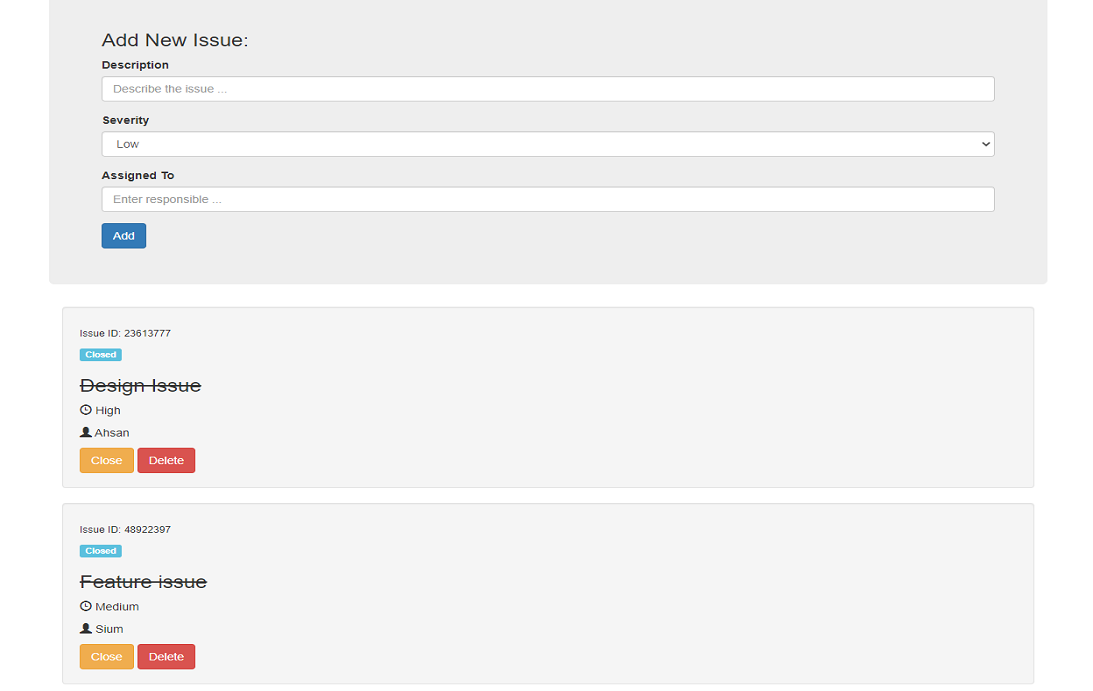 Add New Issue:
Description
Describe the issue ...
Severity
Low
Assigned To
Enter responsible ...
Add
Issue ID: 23613777
Closed
Design Issue
High
Ahsan
Close Delete
Issue ID: 48922397
Closed
Feature issue
Medium
Sium
Close Delete